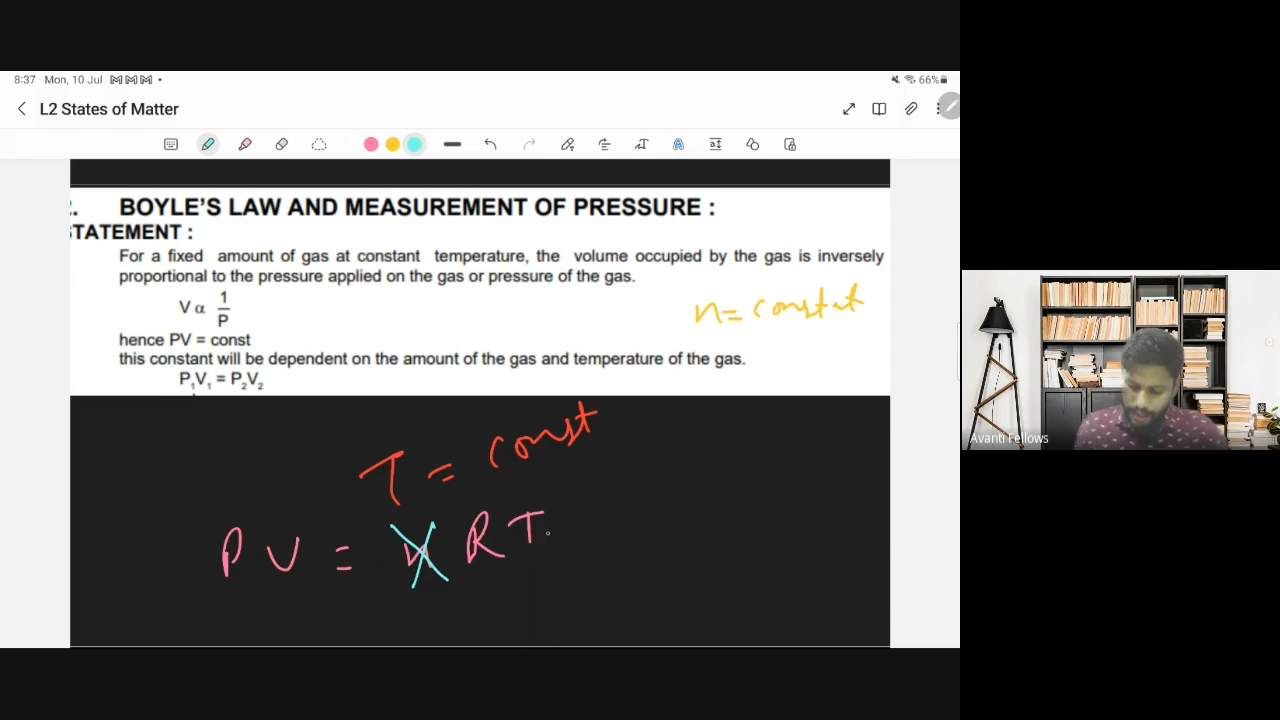 8:37 Mon, 10 Jul 66%
L2 States of Matter
2. BOYLE'S LAW AND MEASUREMENT OF PRESSURE :
STATEMENT :
For a fixed amount of gas at constant temperature, the volume occupied by the gas is inversely
proportional to the pressure applied on the gas or pressure of the gas.
V α 1/P
n = constat
hence PV = const
this constant will be dependent on the amount of the gas and temperature of the gas.
P₁V₁ = P₂V₂
T = const
PV = n RT
Avanti Fellows